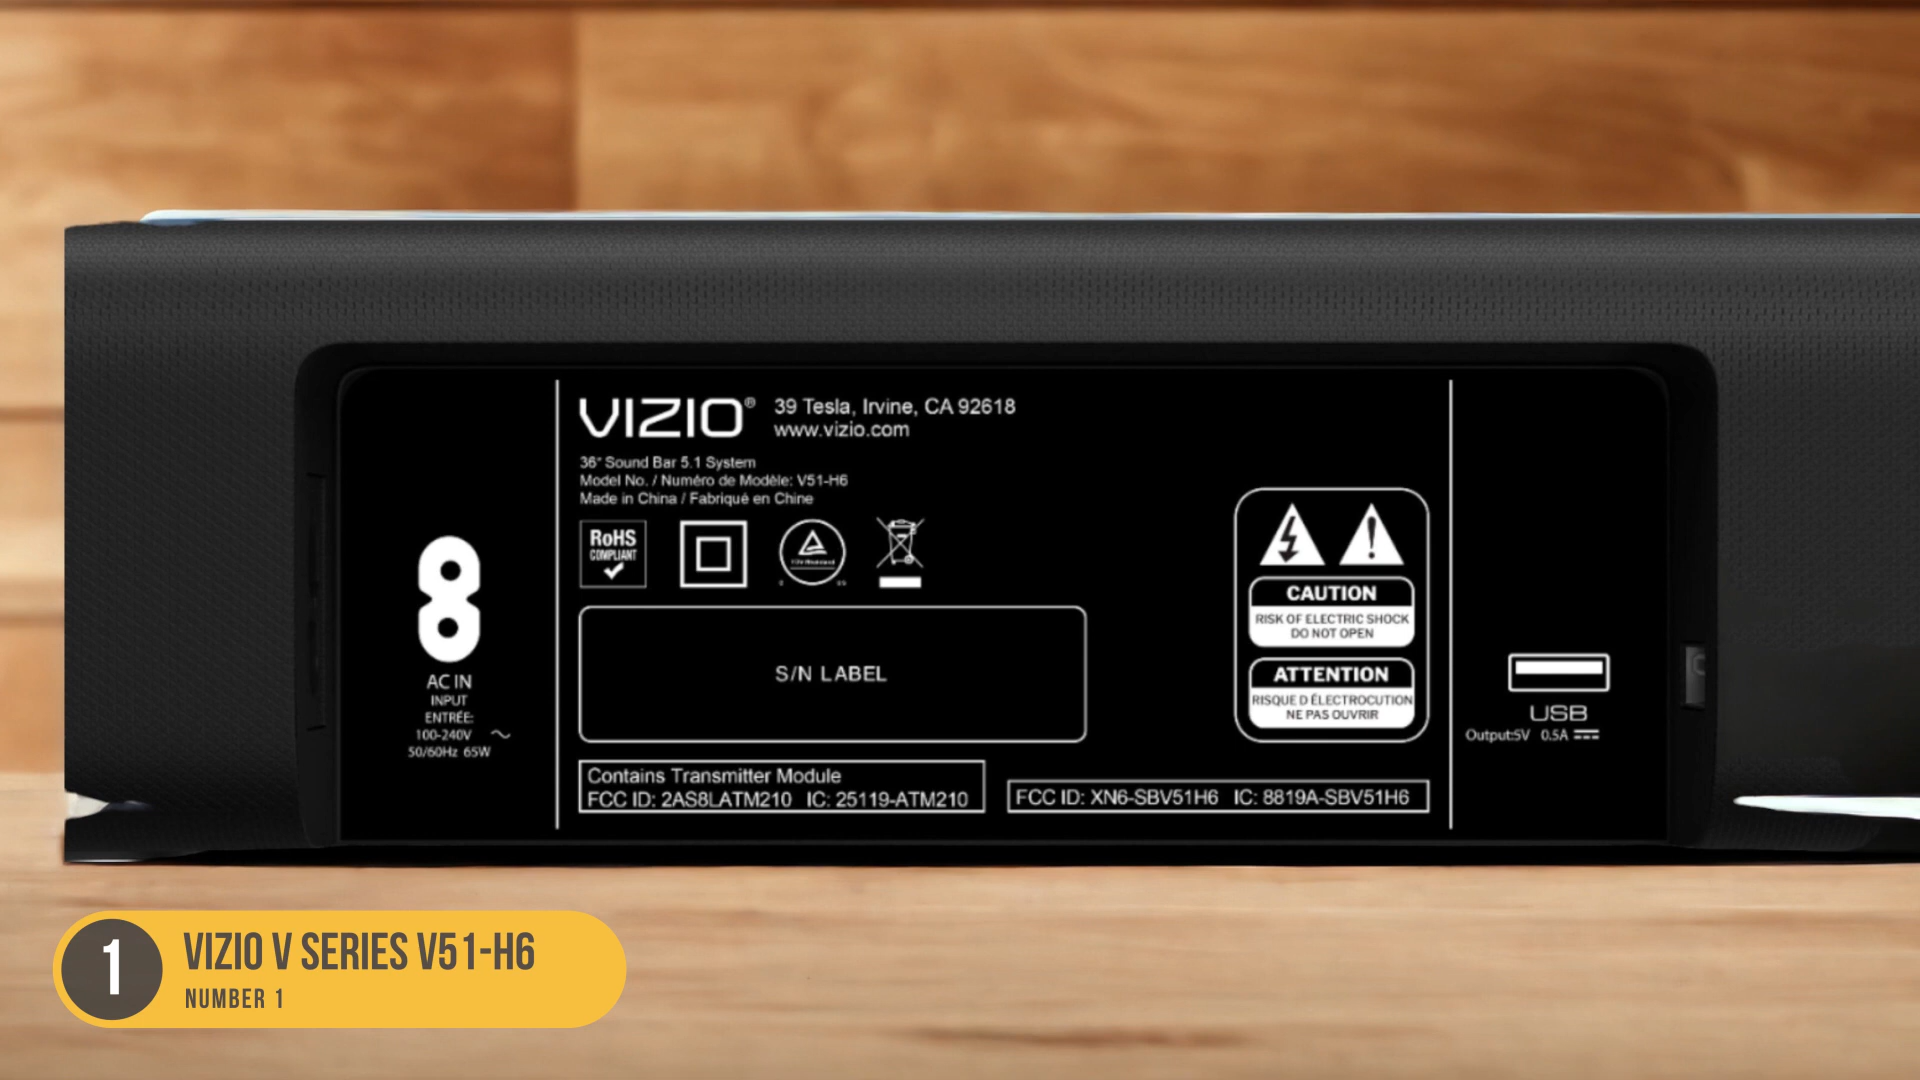 VIZIO® 39 Tesla, Irvine, CA 92618
www.vizio.com
36" Sound Bar 5.1 System
Model No. / Numéro de Modèle: V51-H6
Made in China / Fabriqué en Chine
RoHS
COMPLIANT
AC IN
INPUT
ENTRÉE:
100-240V ~
50/60Hz 65W
S/N LABEL
CAUTION
RISK OF ELECTRIC SHOCK
DO NOT OPEN
ATTENTION
RISQUE D ÉLECTROCUTION
NE PAS OUVRIR
USB
Output:5V 0.5A
Contains Transmitter Module
FCC ID: 2AS8LATM210 IC: 25119-ATM210
FCC ID: XN6-SBV51H6 IC: 8819A-SBV51H6
1
VIZIO V SERIES V51-H6
NUMBER 1